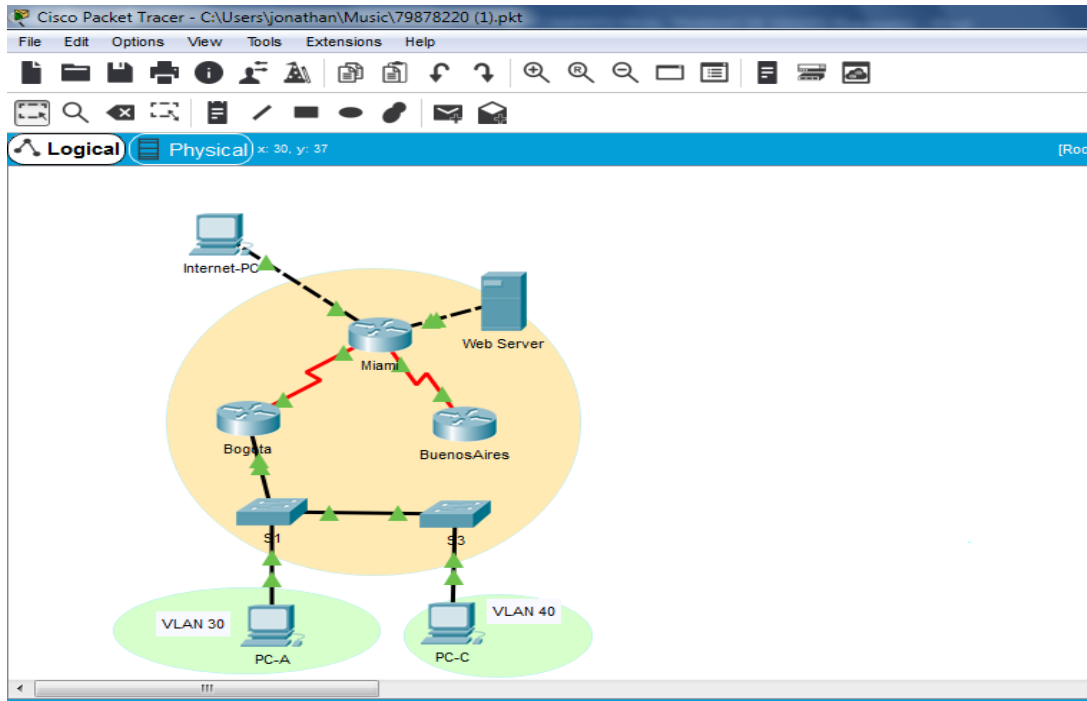 Cisco Packet Tracer - C:\Users\jonathan\Music\79878220 (1).pkt
File Edit Options View Tools Extensions Help
Logical Physical x: 30, y: 37 [Roo
Internet-PC
Web Server
Miami
Bogota
BuenosAires
S1
S3
VLAN 30
VLAN 40
PC-A
PC-C